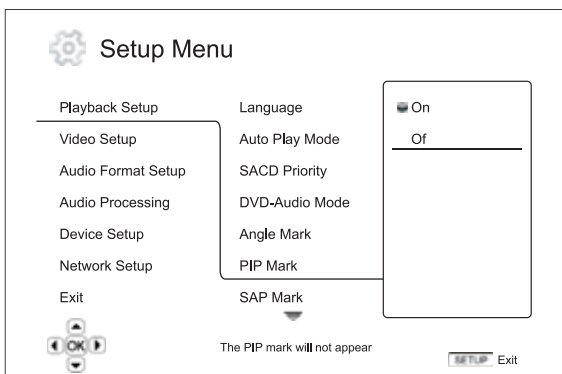 Setup Menu
Playback Setup
Video Setup
Audio Format Setup
Audio Processing
Device Setup
Network Setup
Exit
Language
Auto Play Mode
SACD Priority
DVD-Audio Mode
Angle Mark
PIP Mark
SAP Mark
On
Of
OK
The PIP mark will not appear
SETUP Exit